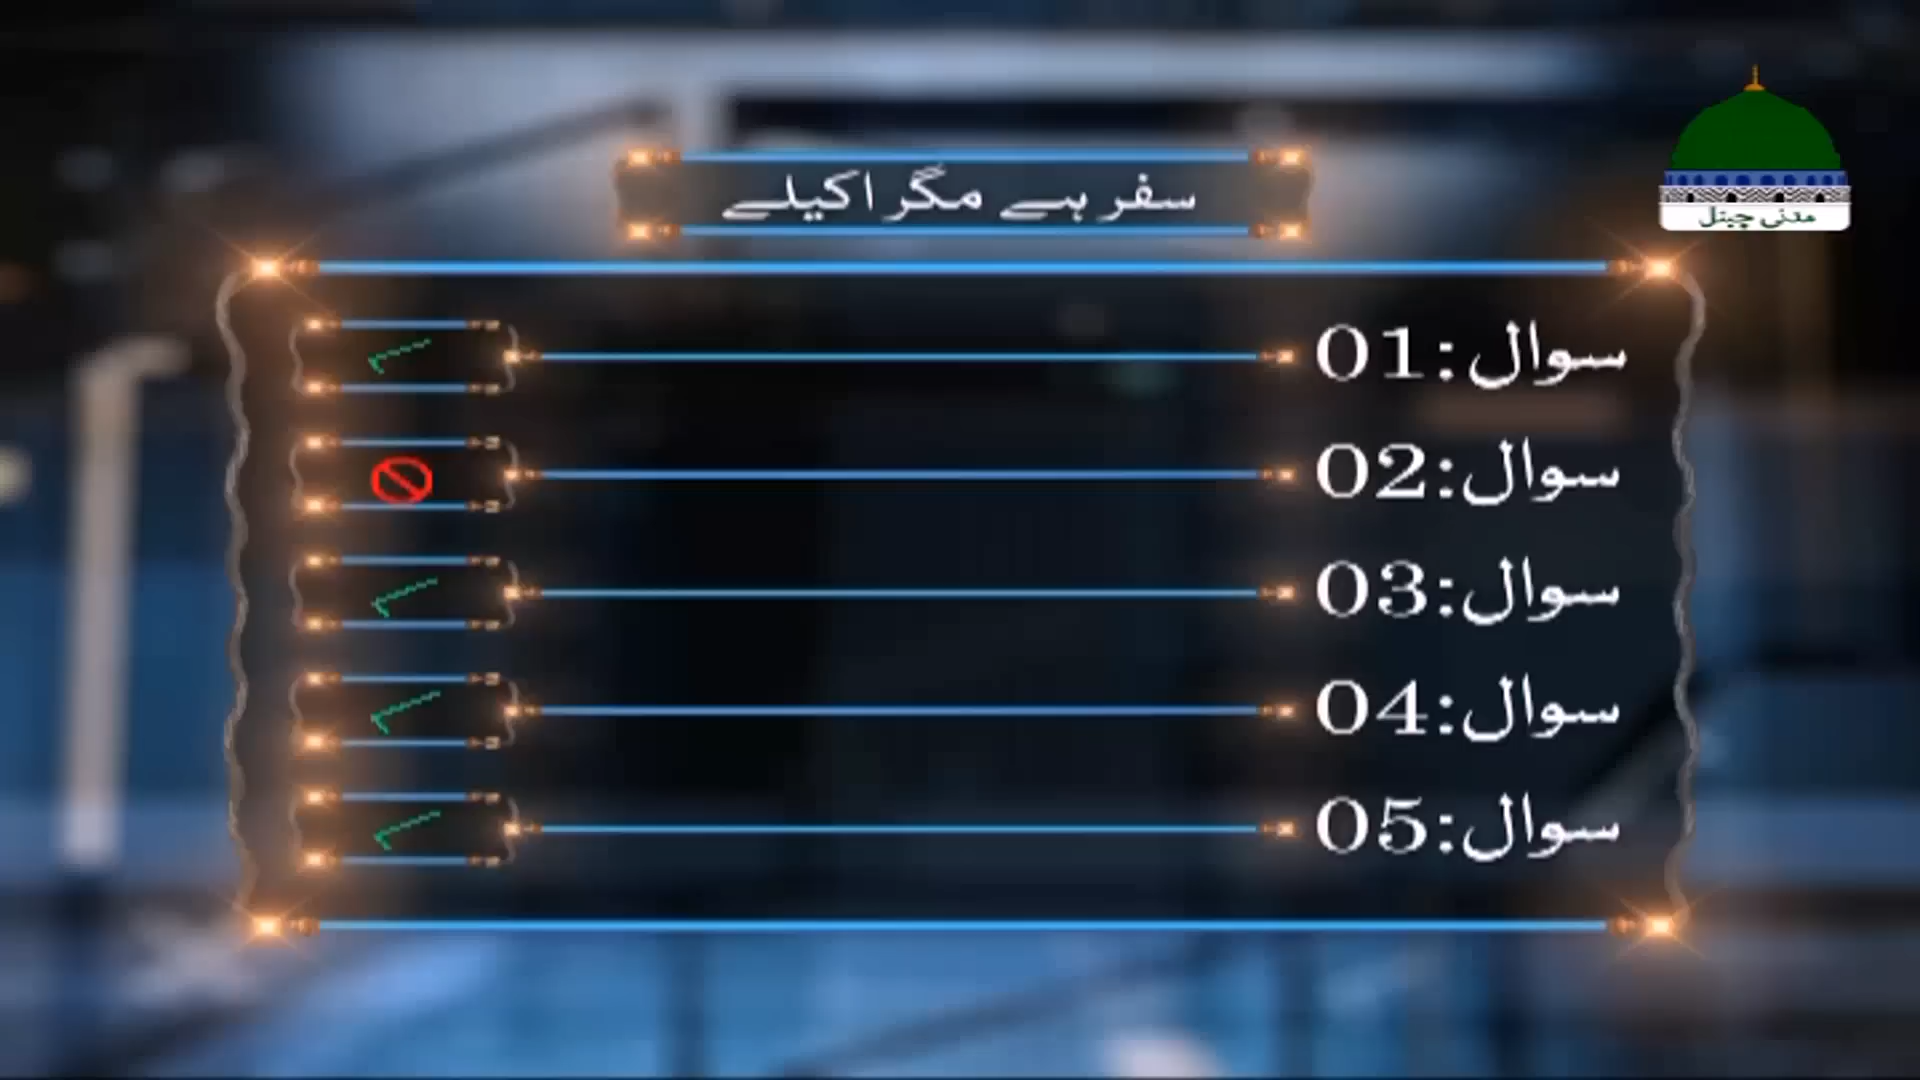 سفر ہے مگر اکیلے
مدنی چینل
سوال:01
سوال:02
سوال:03
سوال:04
سوال:05